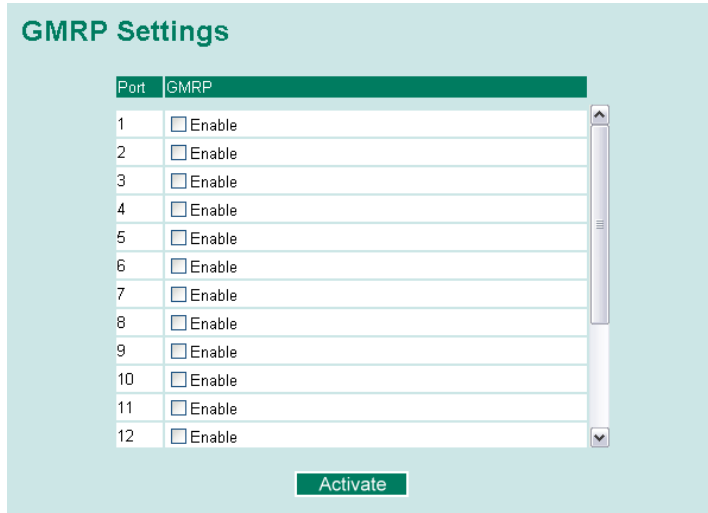 GMRP Settings
Port GMRP
1 Enable
2 Enable
3 Enable
4 Enable
5 Enable
6 Enable
7 Enable
8 Enable
9 Enable
10 Enable
11 Enable
12 Enable
Activate